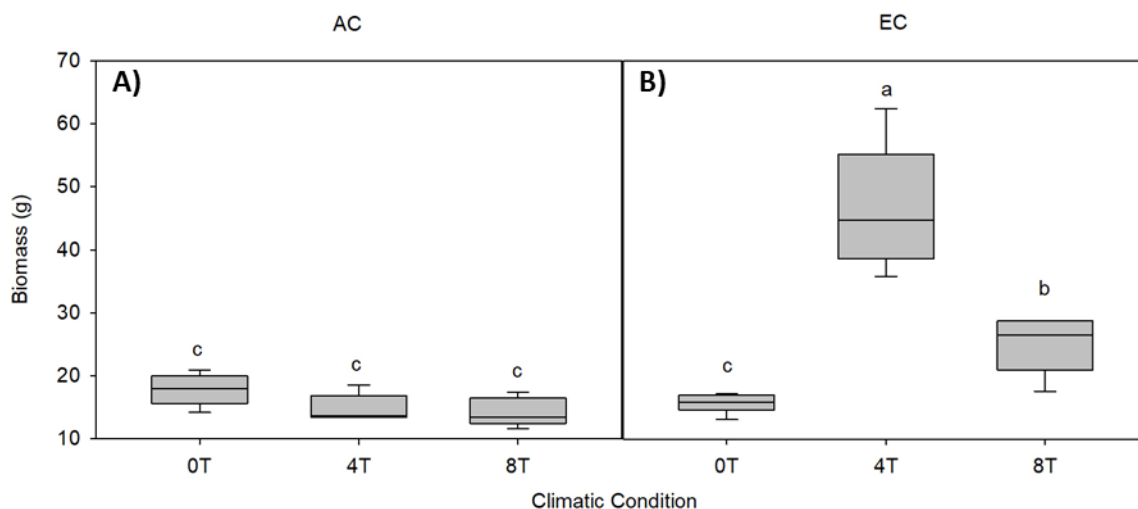 AC EC
70
60
50
40
30
20
10
Biomass (g)
A) B)
c c c
c a b
0T 4T 8T 0T 4T 8T
Climatic Condition